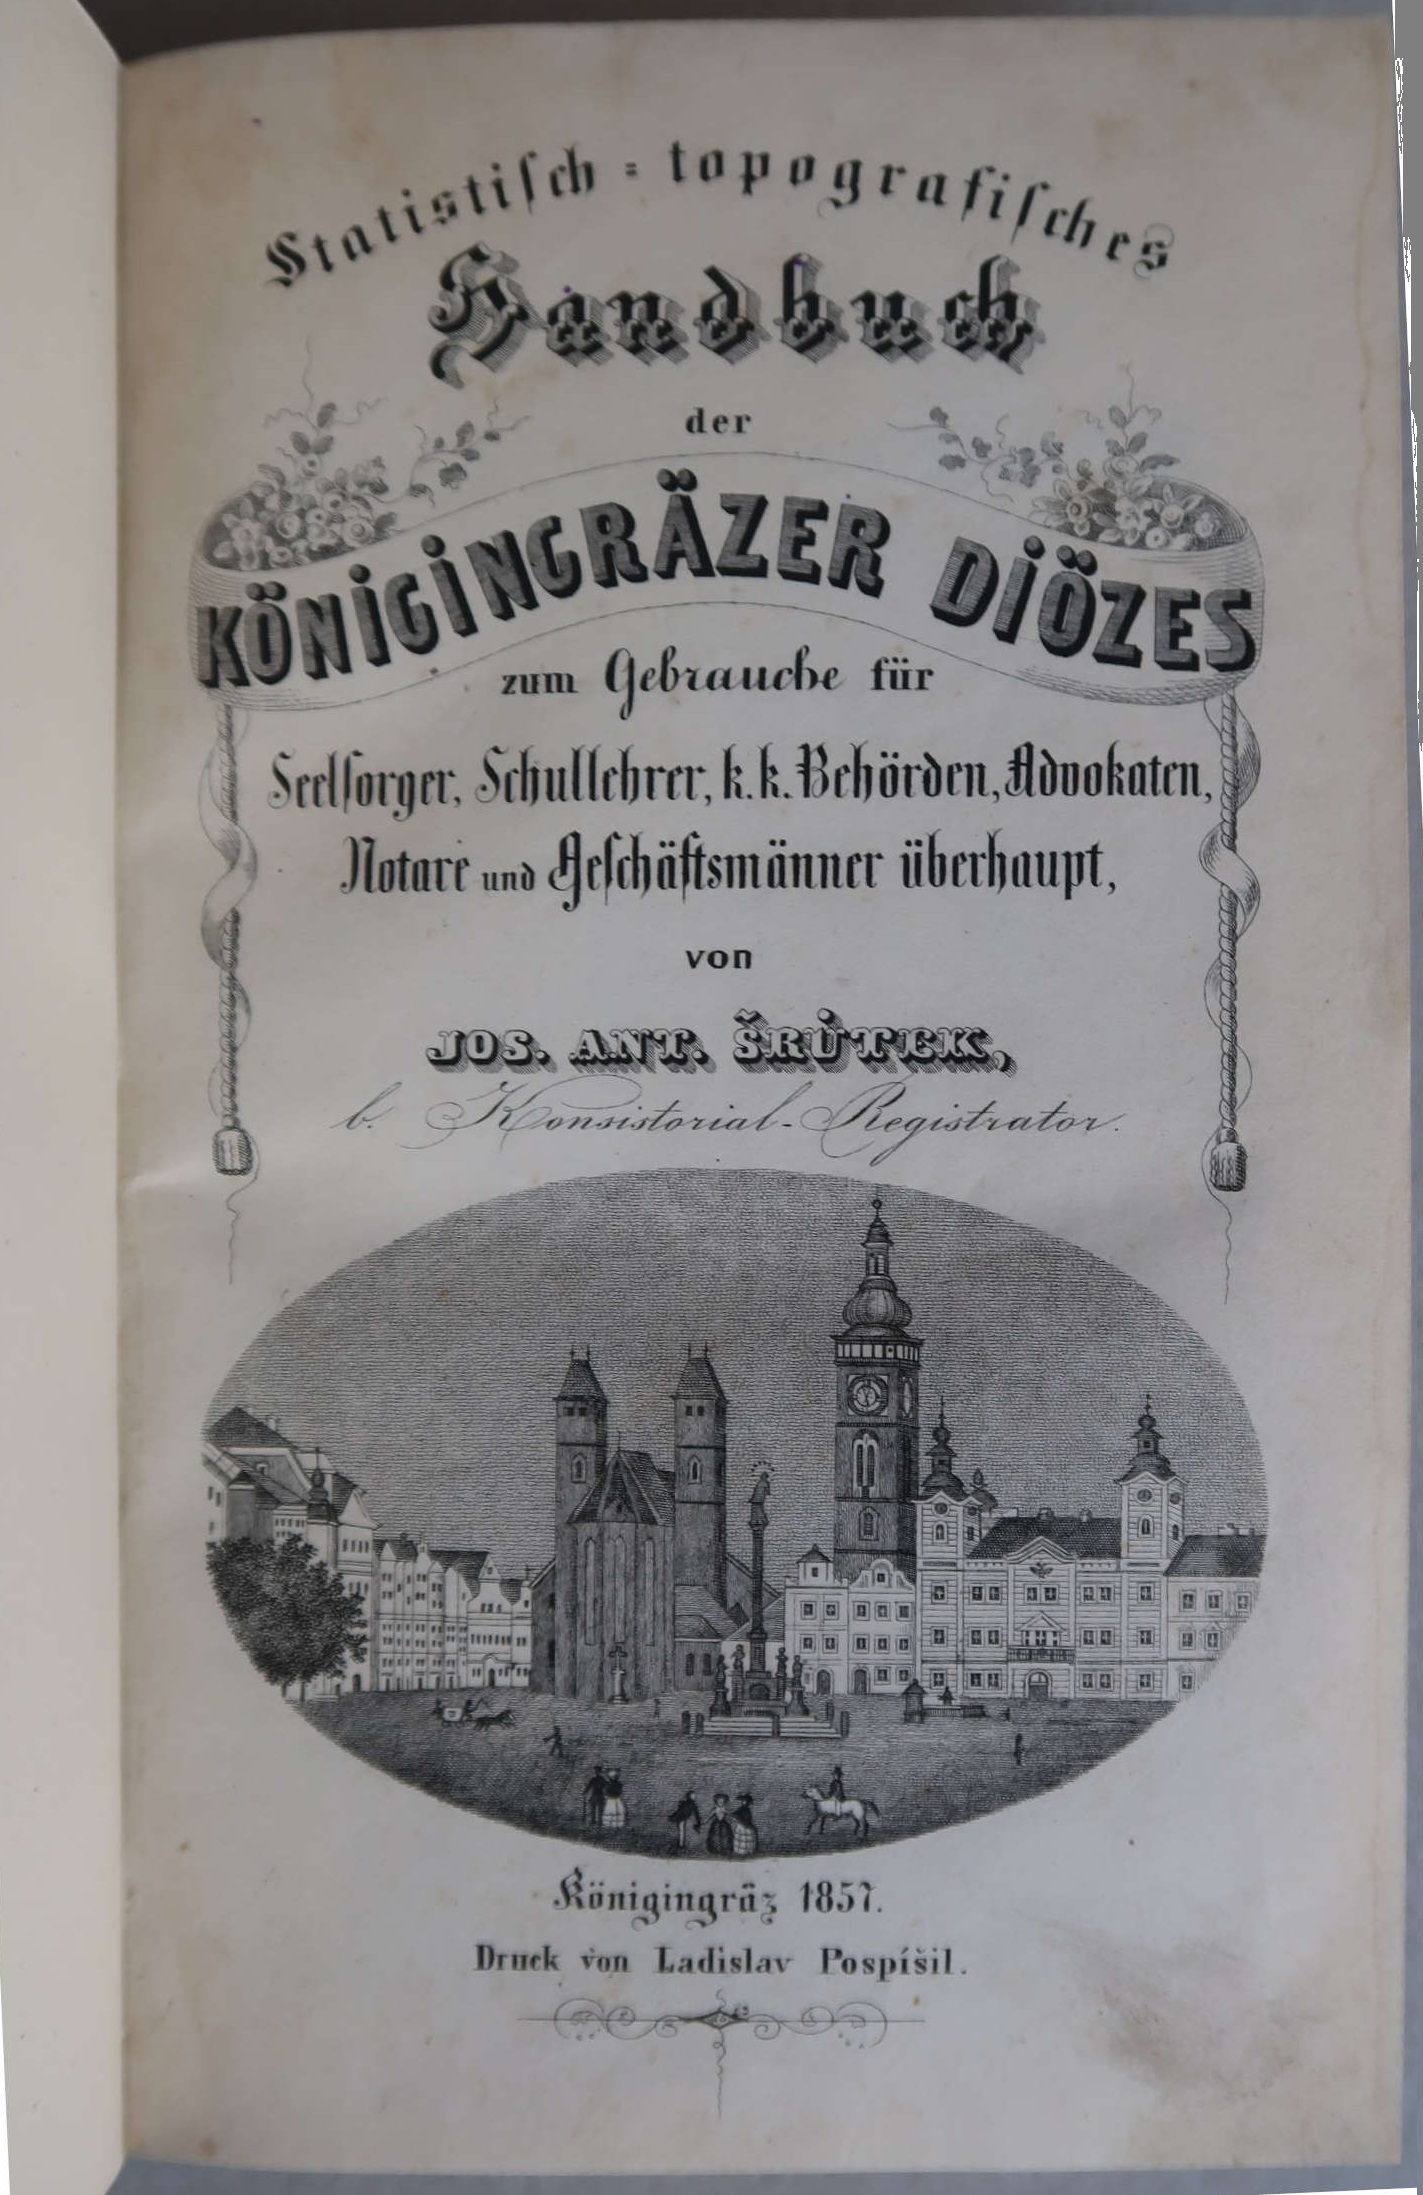 Statistisch-topografisches
Handbuch
der
KÖNIGINGRÄZER DIÖZES
zum Gebrauche für
Seelsorger, Schullehrer, k.k. Behörden, Advokaten,
Notare und Geschäftsmänner überhaupt,
von
JOS. ANT. ŠRŮTEK,
b. Konsistorial-Registrator.
Königingräz 1857.
Druck von Ladislav Pospíšil.